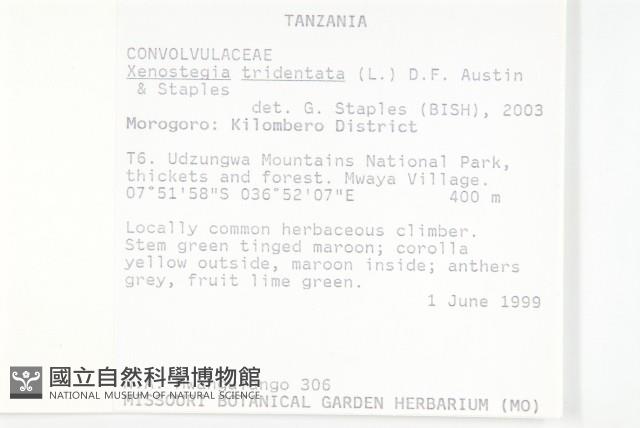 TANZANIA
CONVOLVULACEAE
Xenostegia tridentata (L.) D.F. Austin
& Staples
det. G. Staples (BISH), 2003
Morogoro: Kilombero District
T6. Udzungwa Mountains National Park,
thickets and forest. Mwaya Village.
07°51'58"S 036°52'07"E 400 m
Locally common herbaceous climber.
Stem green tinged maroon; corolla
yellow outside, maroon inside; anthers
grey, fruit lime green.
1 June 1999
306
國立自然科學博物館
NATIONAL MUSEUM OF NATURAL SCIENCE
MISSOURI BOTANICAL GARDEN HERBARIUM (MO)